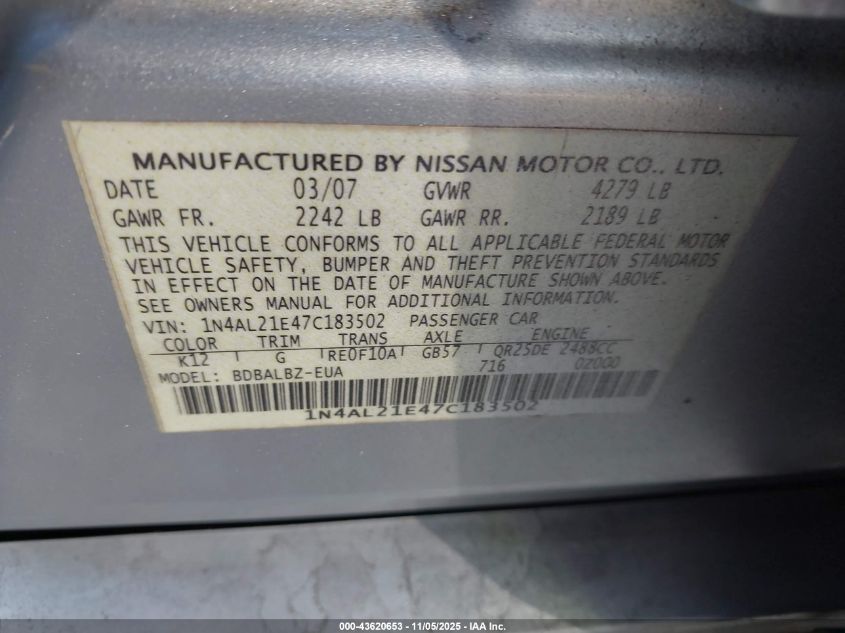 MANUFACTURED BY NISSAN MOTOR CO., LTD.
DATE 03/07 GVWR 4279 LB
GAWR FR. 2242 LB GAWR RR. 2189 LB
THIS VEHICLE CONFORMS TO ALL APPLICABLE FEDERAL MOTOR
VEHICLE SAFETY, BUMPER AND THEFT PREVENTION STANDARDS
IN EFFECT ON THE DATE OF MANUFACTURE SHOWN ABOVE.
SEE OWNERS MANUAL FOR ADDITIONAL INFORMATION.
VIN: 1N4AL21E47C183502 PASSENGER CAR
COLOR TRIM TRANS AXLE ENGINE
K12 G RE0F10A GB57 QR25DE 2488CC
MODEL: BDBALBZ-EUA 716 0200D
1N4AL21E47C183502
000-43620653 - 11/05/2025 - IAA Inc.